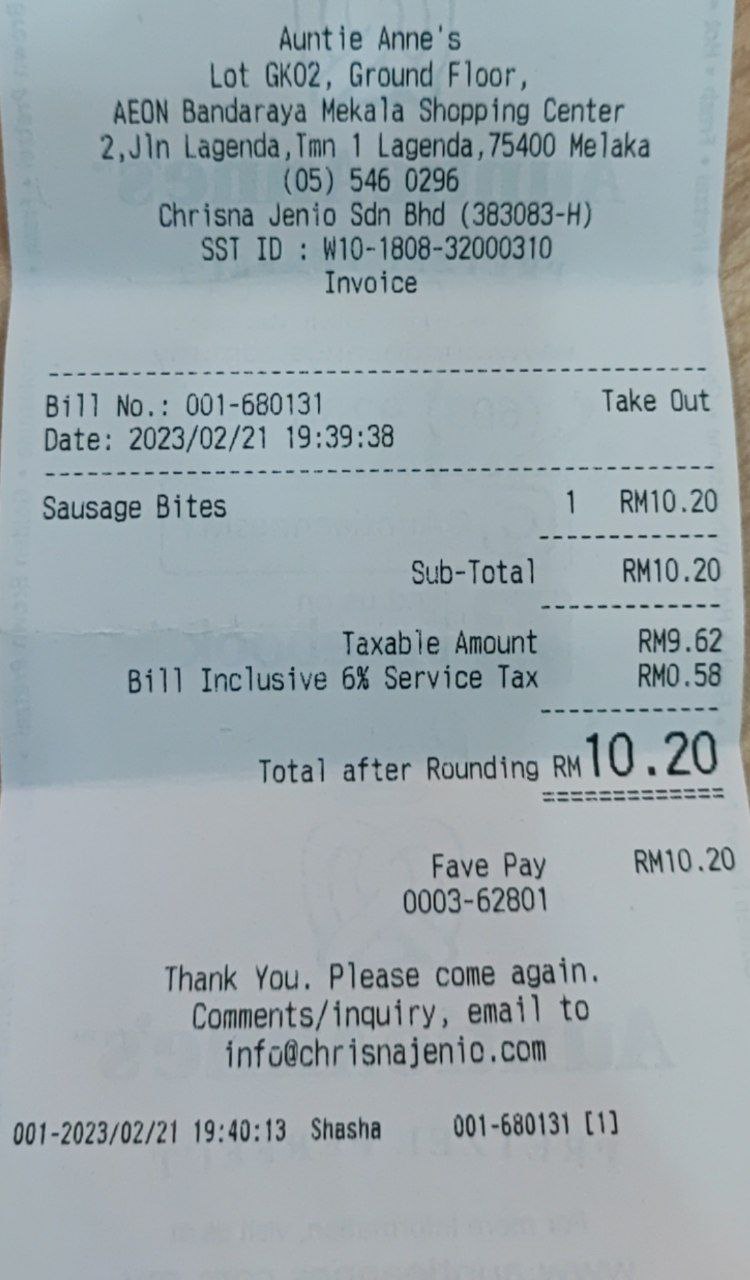 Auntie Anne's
Lot GK02, Ground Floor,
AEON Bandaraya Mekala Shopping Center
2,Jln Lagenda,Tmn 1 Lagenda,75400 Melaka
(05) 546 0296
Chrisna Jenio Sdn Bhd (383083-H)
SST ID : W10-1808-32000310
Invoice
Bill No.: 001-680131 Take Out
Date: 2023/02/21 19:39:38
Sausage Bites 1 RM10.20
Sub-Total RM10.20
Taxable Amount RM9.62
Bill Inclusive 6% Service Tax RM0.58
Total after Rounding RM10.20
Fave Pay RM10.20
0003-62801
Thank You. Please come again.
Comments/inquiry, email to
info@chrisnajenio.com
001-2023/02/21 19:40:13 Shasha 001-680131 [1]